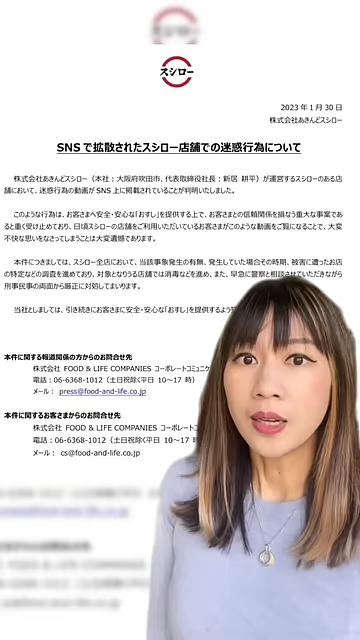 スシロー
2023年1月30日
株式会社あきんどスシロー
SNSで拡散されたスシロー店舗での迷惑行為について
株式会社あきんどスシロー（本社：大阪府吹田市、代表取締役社長：新居 耕平）が運営するスシローのある店
舗において、迷惑行為の動画がSNS上に掲載されていることが判明いたしました。
このような行為は、お客さまへ安全・安心な「おすし」を提供する上で、お客さまとの信頼関係を損なう重大な事案であ
ると重く受け止めており、日頃スシローの店舗をご利用いただいているお客さまがこのような動画をご覧になることで、大変
不快な思いをなさってしまうことは大変遺憾であります。
本件につきましては、スシロー全店において、当該事象発生の有無、発生していた場合その時期、被害に遭ったお店
の特定などの調査を進めており、対象となりうる店舗では消毒などを進め、また、早急に警察と相談させていただきながら
刑事民事の両面から厳正に対処してまいります。
当社としましては、引き続きにお客さまに安全・安心な「おすし」を提供するよう
本件に関する報道関係の方からのお問合せ先
株式会社 FOOD & LIFE COMPANIES コーポレートコミュニケ
電話：06-6368-1012（土日祝除く平日 10～17 時）
メール： press@food-and-life.co.jp
本件に関するお客さまからのお問合せ先
株式会社 FOOD & LIFE COMPANIES コーポレートコ
電話：06-6368-1012（土日祝除く平日 10～17 時
メール： cs@food-and-life.co.jp